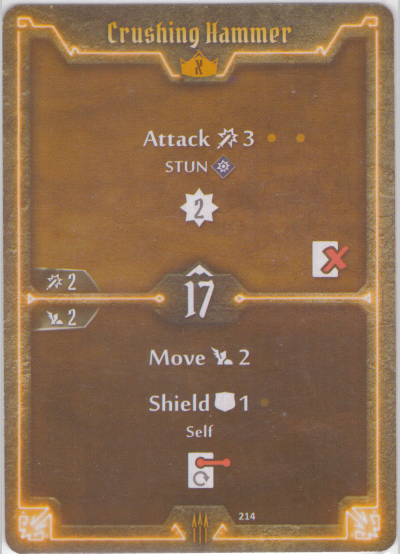 Crushing Hammer
X
Attack 3
STUN
2
2
17
2
Move 2
Shield 1
Self
214